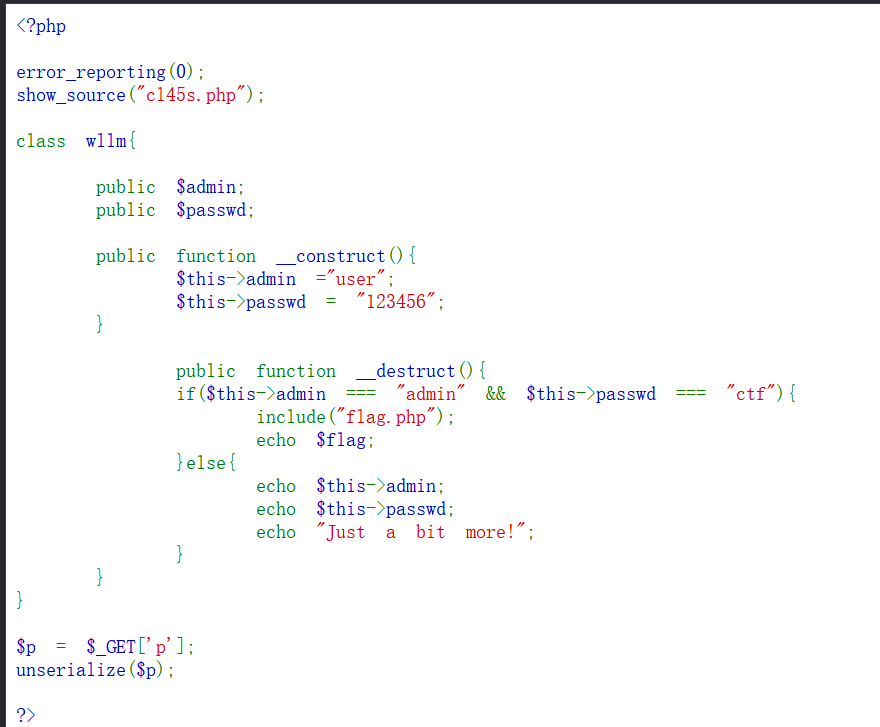 <?php
error_reporting(0);
show_source("cl45s.php");
class wllm{
public $admin;
public $passwd;
public function __construct(){
$this->admin ="user";
$this->passwd = "123456";
}
public function __destruct(){
if($this->admin === "admin" && $this->passwd === "ctf"){
include("flag.php");
echo $flag;
}else{
echo $this->admin;
echo $this->passwd;
echo "Just a bit more!";
}
}
}
$p = $_GET['p'];
unserialize($p);
?>